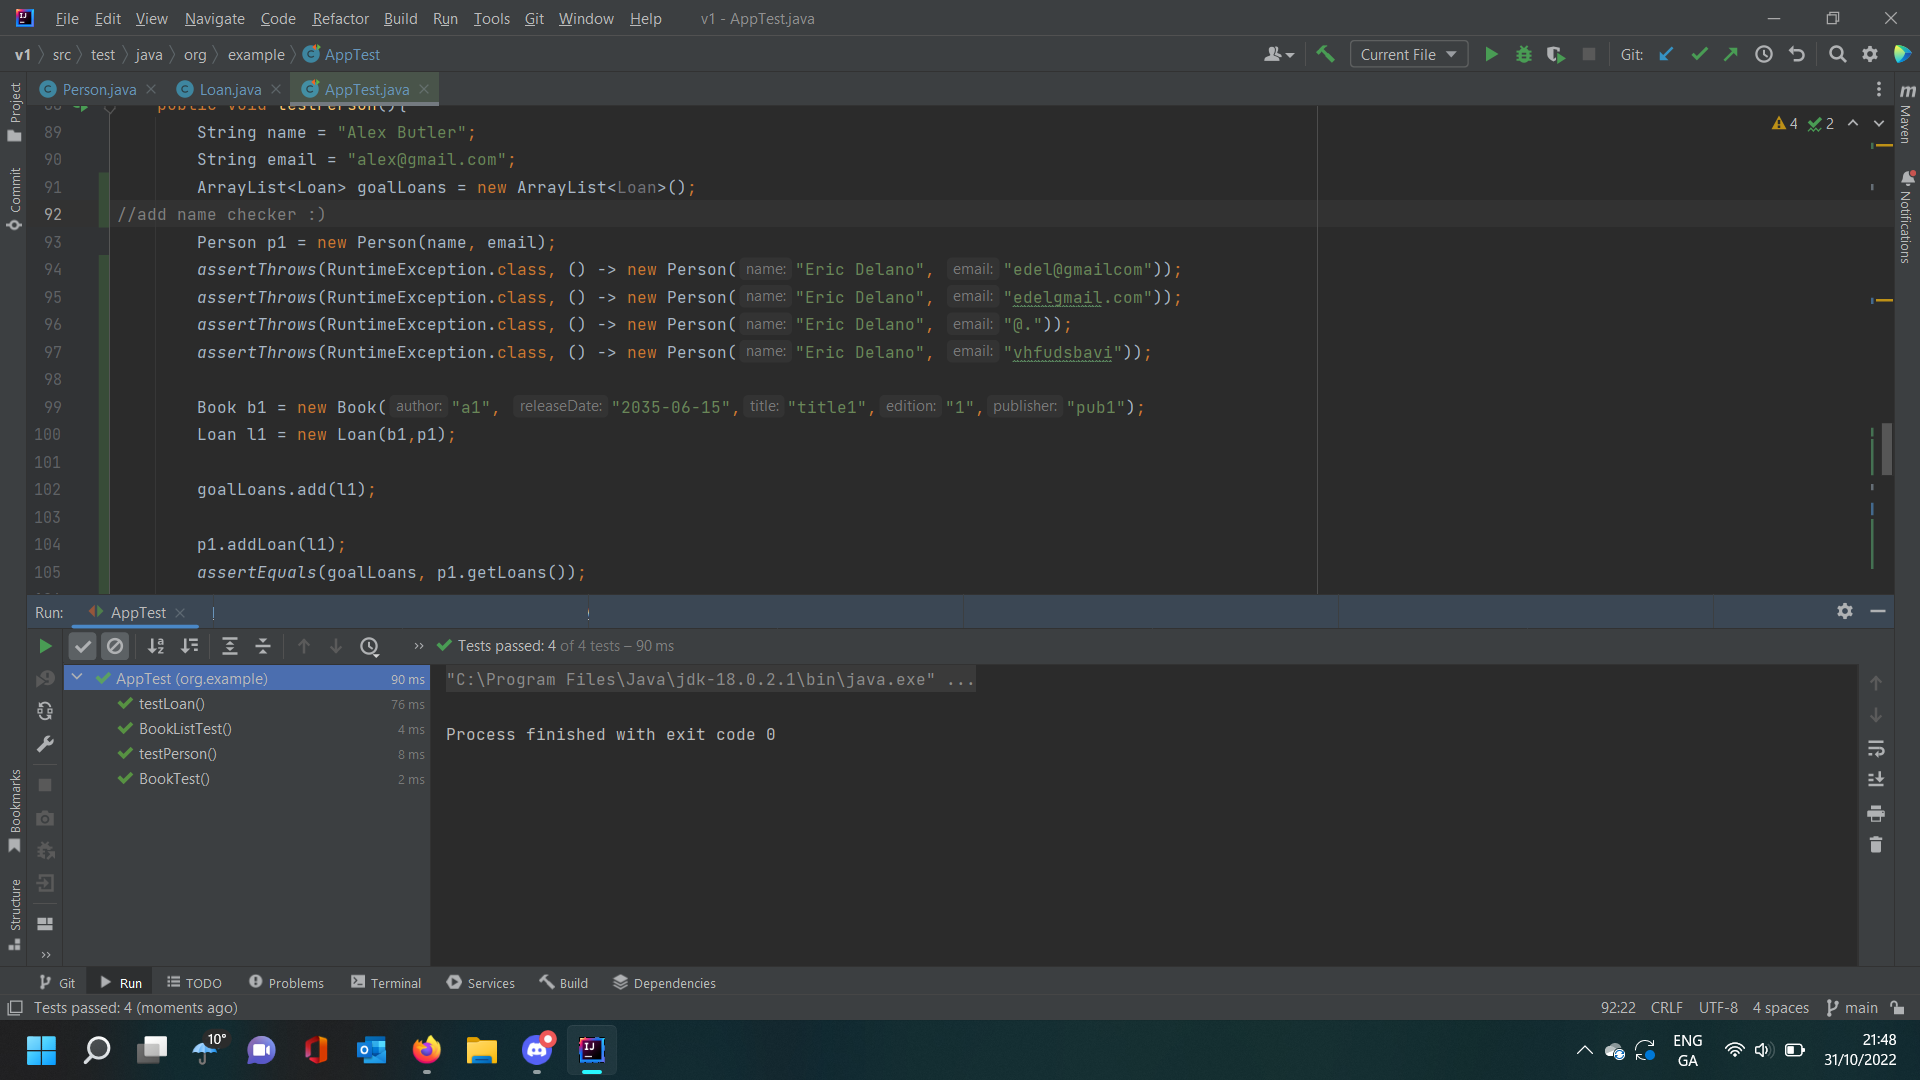 File Edit View Navigate Code Refactor Build Run Tools Git Window Help v1 - AppTest.java
v1 src test java org example AppTest Current File Git:
Person.java Loan.java AppTest.java
Project
Commit
Bookmarks
Structure
Maven
Notifications
4 2
88 public void testPerson(){
89 String name = "Alex Butler";
90 String email = "alex@gmail.com";
91 ArrayList<Loan> goalLoans = new ArrayList<Loan>();
92 //add name checker :)
93 Person p1 = new Person(name, email);
94 assertThrows(RuntimeException.class, () -> new Person( name: "Eric Delano", email: "edel@gmailcom"));
95 assertThrows(RuntimeException.class, () -> new Person( name: "Eric Delano", email: "edelgmail.com"));
96 assertThrows(RuntimeException.class, () -> new Person( name: "Eric Delano", email: "@."));
97 assertThrows(RuntimeException.class, () -> new Person( name: "Eric Delano", email: "vhfudsbavi"));
98
99 Book b1 = new Book( author: "a1", releaseDate: "2035-06-15", title: "title1", edition: "1", publisher: "pub1");
100 Loan l1 = new Loan(b1,p1);
101
102 goalLoans.add(l1);
103
104 p1.addLoan(l1);
105 assertEquals(goalLoans, p1.getLoans());
Run: AppTest
Tests passed: 4 of 4 tests – 90 ms
AppTest (org.example) 90 ms
testLoan() 76 ms
BookListTest() 4 ms
testPerson() 8 ms
BookTest() 2 ms
"C:\Program Files\Java\jdk-18.0.2.1\bin\java.exe" ...
Process finished with exit code 0
Git Run TODO Problems Terminal Services Build Dependencies
Tests passed: 4 (moments ago) 92:22 CRLF UTF-8 4 spaces main
10°
ENG
GA
21:48
31/10/2022